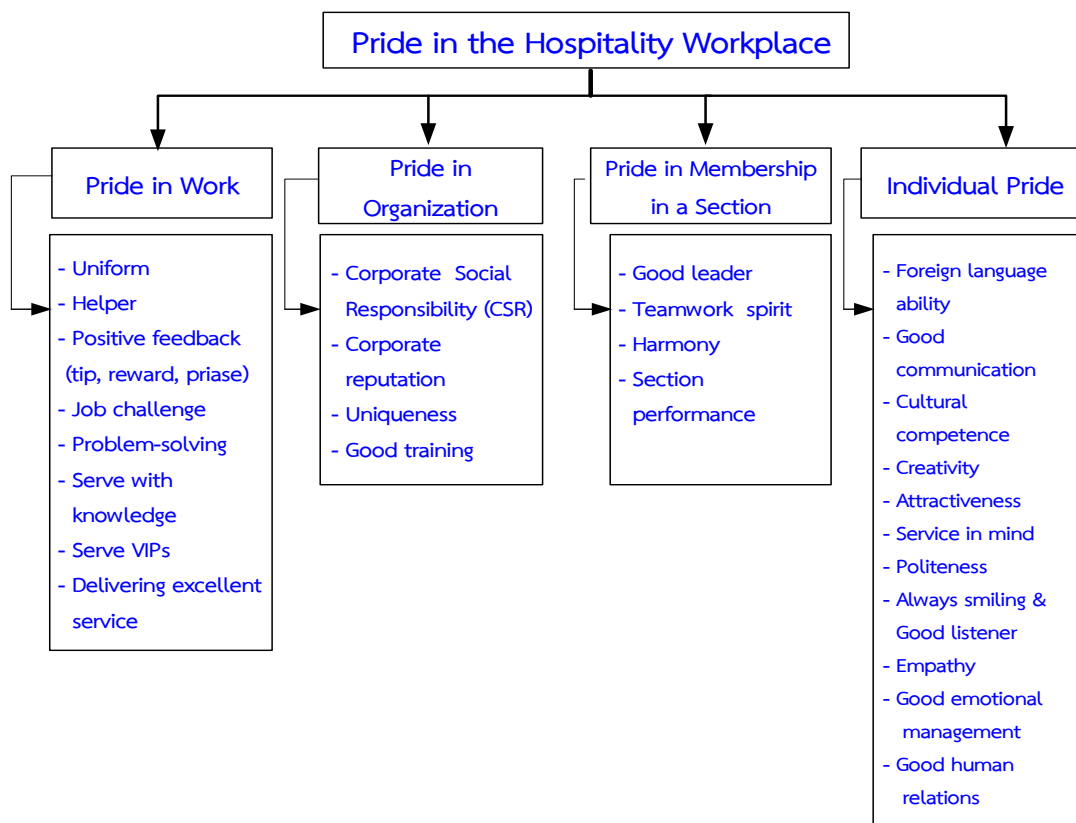 Pride in the Hospitality Workplace
Pride in Work
- Uniform
- Helper
- Positive feedback
(tip, reward, priase)
- Job challenge
- Problem-solving
- Serve with
knowledge
- Serve VIPs
- Delivering excellent
service
Pride in
Organization
- Corporate Social
Responsibility (CSR)
- Corporate
reputation
- Uniqueness
- Good training
Pride in Membership
in a Section
- Good leader
- Teamwork spirit
- Harmony
- Section
performance
Individual Pride
- Foreign language
ability
- Good
communication
- Cultural
competence
- Creativity
- Attractiveness
- Service in mind
- Politeness
- Always smiling &
Good listener
- Empathy
- Good emotional
management
- Good human
relations